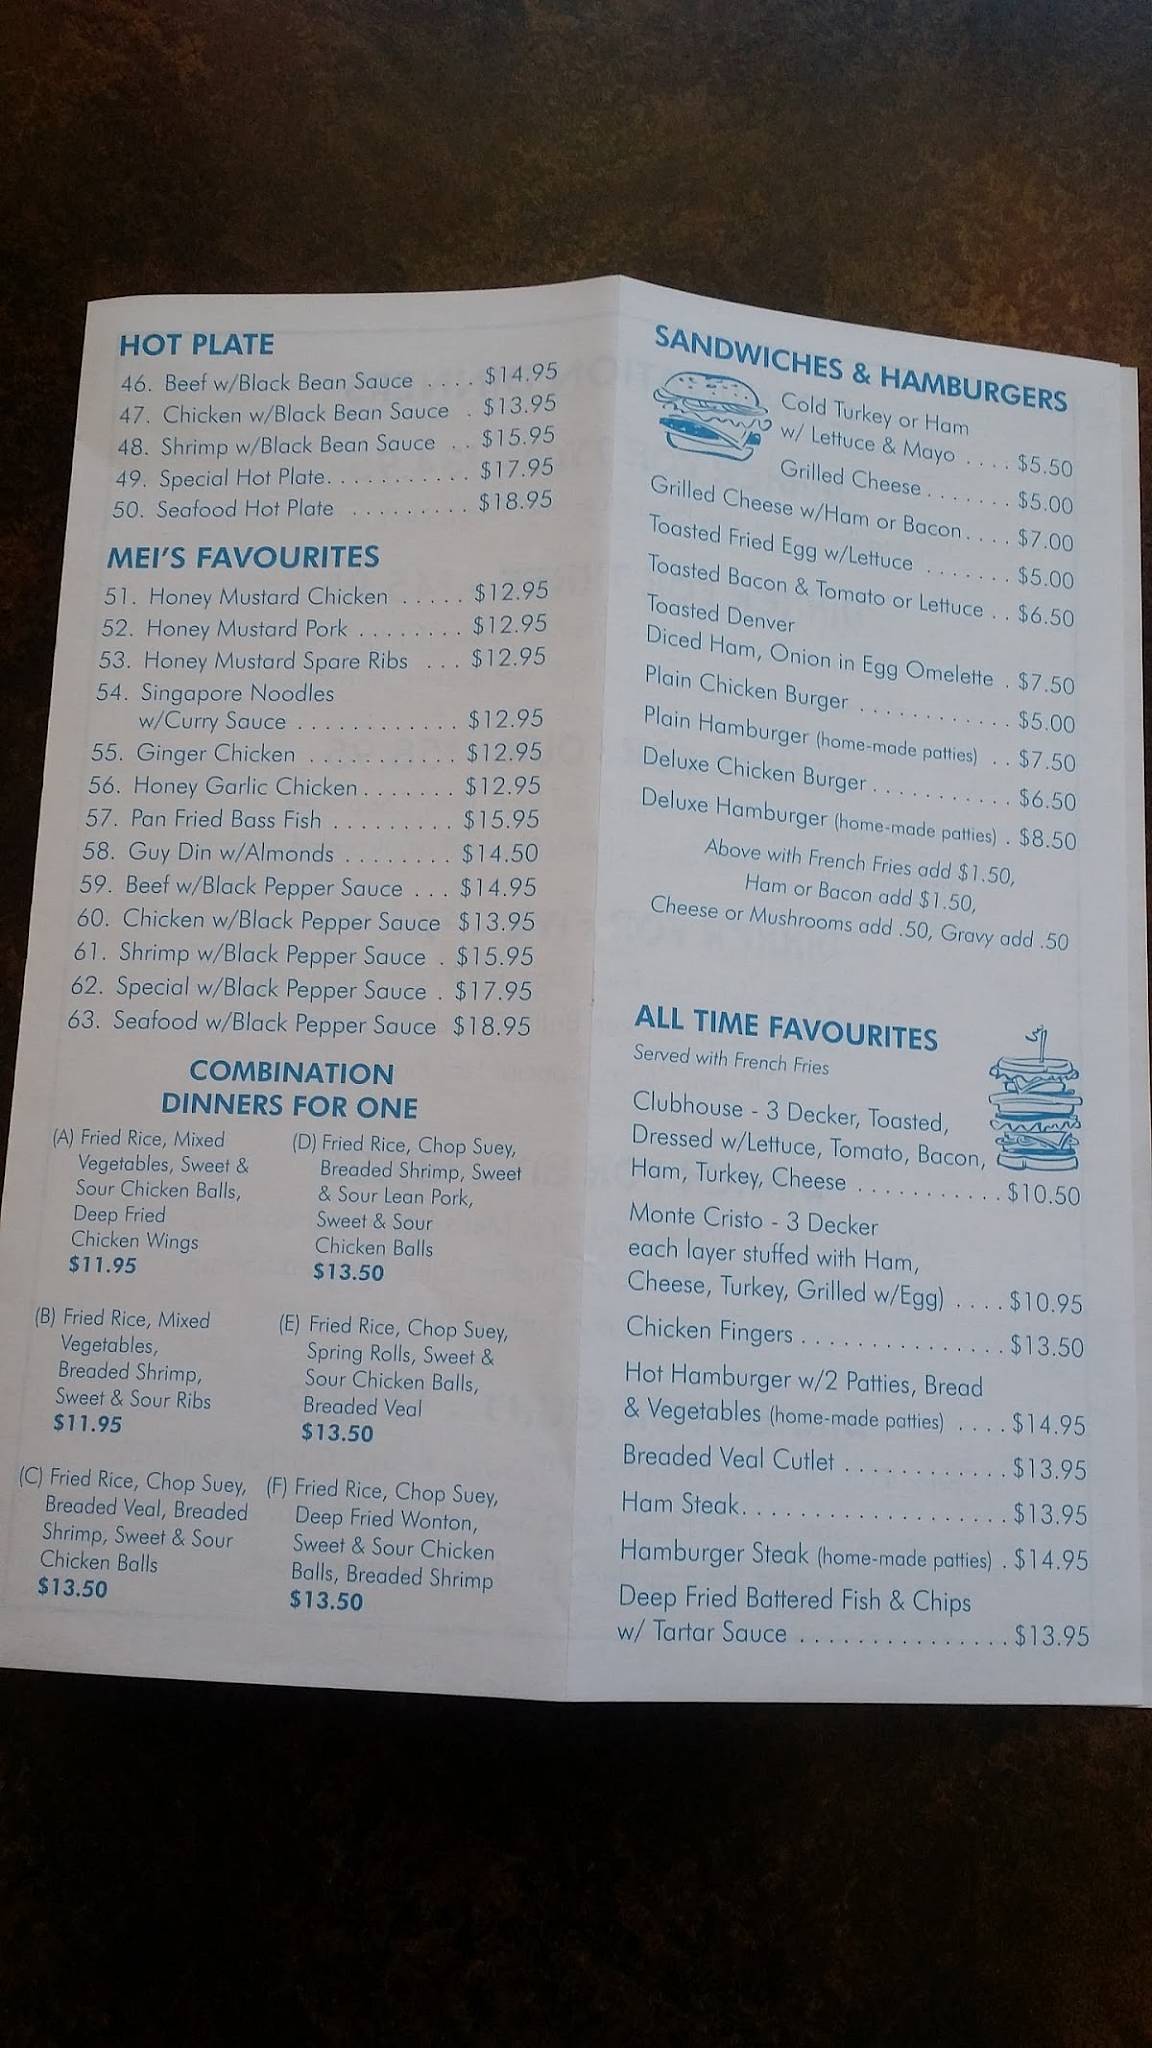 HOT PLATE
46. Beef w/Black Bean Sauce . . . . $14.95
47. Chicken w/Black Bean Sauce . $13.95
48. Shrimp w/Black Bean Sauce . . $15.95
49. Special Hot Plate. . . . . . . . . . . $17.95
50. Seafood Hot Plate . . . . . . . . . $18.95
MEI'S FAVOURITES
51. Honey Mustard Chicken . . . . . $12.95
52. Honey Mustard Pork . . . . . . . . $12.95
53. Honey Mustard Spare Ribs . . . $12.95
54. Singapore Noodles
w/Curry Sauce . . . . . . . . . . . . $12.95
55. Ginger Chicken . . . . . . . . . . . $12.95
56. Honey Garlic Chicken . . . . . . . $12.95
57. Pan Fried Bass Fish . . . . . . . . . $15.95
58. Guy Din w/Almonds . . . . . . . . $14.50
59. Beef w/Black Pepper Sauce . . . $14.95
60. Chicken w/Black Pepper Sauce $13.95
61. Shrimp w/Black Pepper Sauce . $15.95
62. Special w/Black Pepper Sauce . $17.95
63. Seafood w/Black Pepper Sauce $18.95
COMBINATION
DINNERS FOR ONE
(A) Fried Rice, Mixed
Vegetables, Sweet &
Sour Chicken Balls,
Deep Fried
Chicken Wings
$11.95
(B) Fried Rice, Mixed
Vegetables,
Breaded Shrimp,
Sweet & Sour Ribs
$11.95
(C) Fried Rice, Chop Suey,
Breaded Veal, Breaded
Shrimp, Sweet & Sour
Chicken Balls
$13.50
(D) Fried Rice, Chop Suey,
Breaded Shrimp, Sweet
& Sour Lean Pork,
Sweet & Sour
Chicken Balls
$13.50
(E) Fried Rice, Chop Suey,
Spring Rolls, Sweet &
Sour Chicken Balls,
Breaded Veal
$13.50
(F) Fried Rice, Chop Suey,
Deep Fried Wonton,
Sweet & Sour Chicken
Balls, Breaded Shrimp
$13.50
SANDWICHES & HAMBURGERS
Cold Turkey or Ham
w/ Lettuce & Mayo . . . . $5.50
Grilled Cheese . . . . . . . $5.00
Grilled Cheese w/Ham or Bacon. . . . $7.00
Toasted Fried Egg w/Lettuce . . . . . . . $5.00
Toasted Bacon & Tomato or Lettuce . . $6.50
Toasted Denver
Diced Ham, Onion in Egg Omelette . $7.50
Plain Chicken Burger . . . . . . . . . . . . $5.00
Plain Hamburger (home-made patties) . . $7.50
Deluxe Chicken Burger . . . . . . . . . . . $6.50
Deluxe Hamburger (home-made patties) . $8.50
Above with French Fries add $1.50,
Ham or Bacon add $1.50,
Cheese or Mushrooms add .50, Gravy add .50
ALL TIME FAVOURITES
Served with French Fries
Clubhouse - 3 Decker, Toasted,
Dressed w/Lettuce, Tomato, Bacon,
Ham, Turkey, Cheese . . . . . . . . . . . $10.50
Monte Cristo - 3 Decker
each layer stuffed with Ham,
Cheese, Turkey, Grilled w/Egg) . . . . $10.95
Chicken Fingers . . . . . . . . . . . . . . . $13.50
Hot Hamburger w/2 Patties, Bread
& Vegetables (home-made patties) . . . . $14.95
Breaded Veal Cutlet . . . . . . . . . . . . $13.95
Ham Steak. . . . . . . . . . . . . . . . . . . $13.95
Hamburger Steak (home-made patties) . $14.95
Deep Fried Battered Fish & Chips
w/ Tartar Sauce . . . . . . . . . . . . . . . $13.95